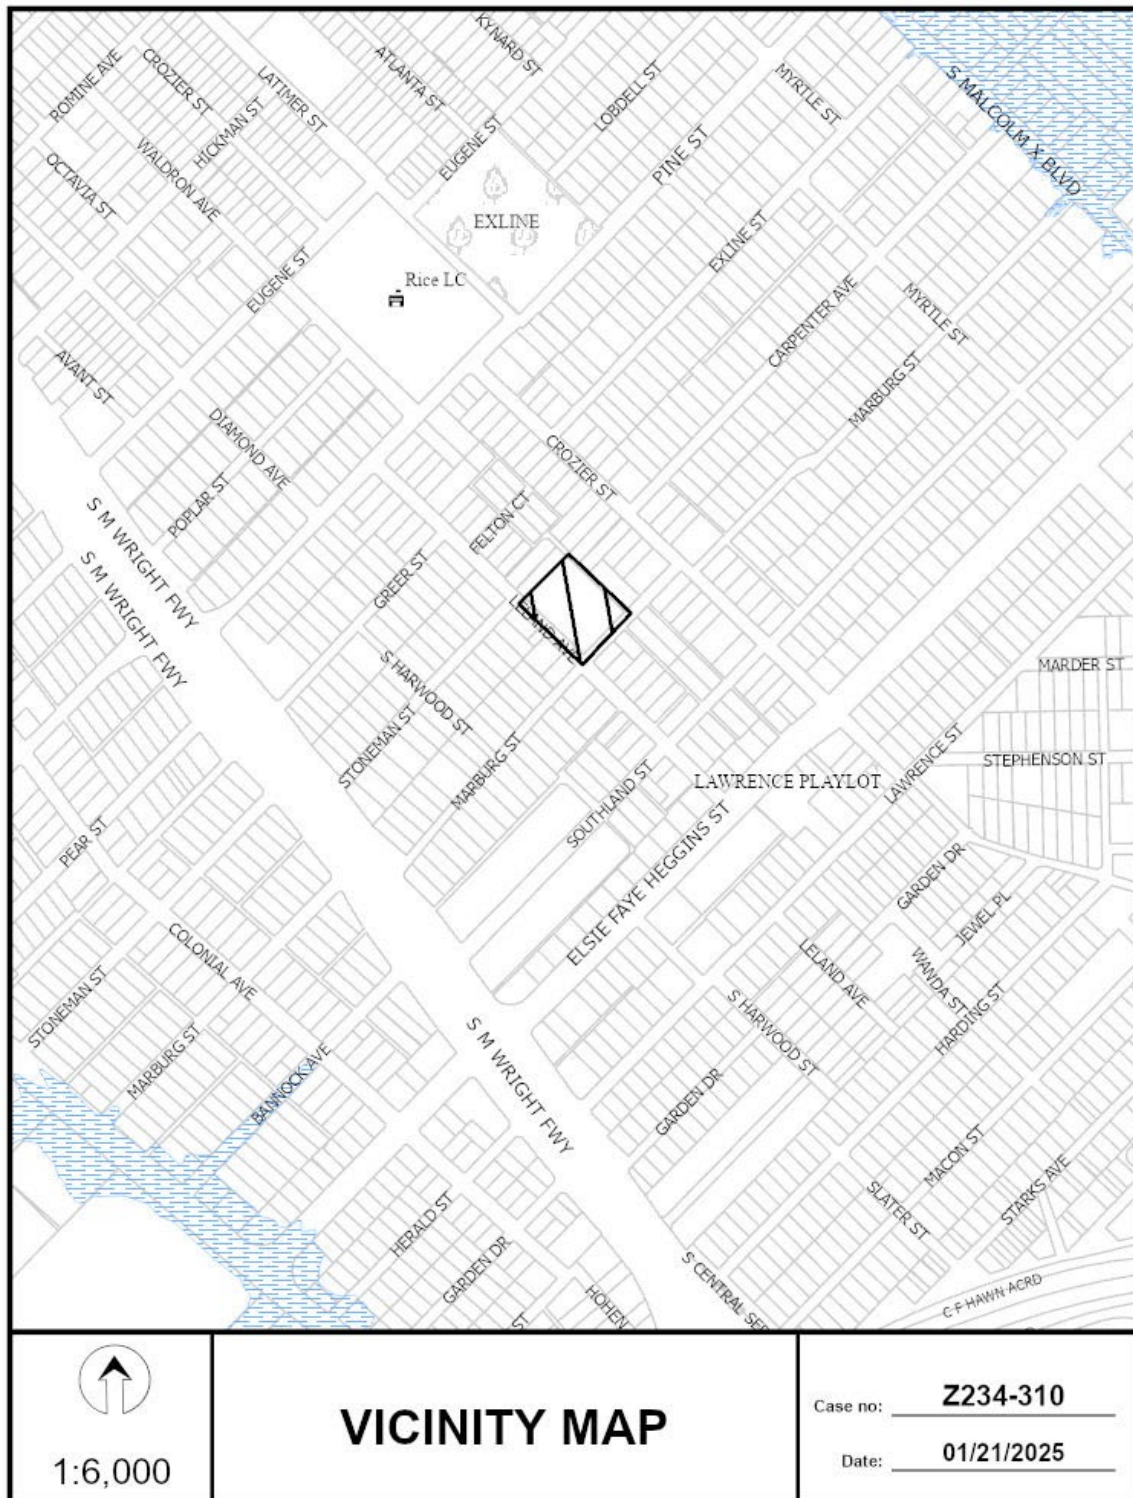 KYNARD ST
ROMINE AVE
CROZIER ST
LATIMER ST
ATLANTA ST
LOBDELL ST
MYRTLE ST
S MALCOLM X BLVD
HICKMAN ST
EUGENE ST
PINE ST
OCTAVIA ST
WALDRON AVE
EXLINE
EXLINE ST
EUGENE ST
Rice LC
CARPENTER AVE
MYRTLE ST
AVANT ST
MARBURG ST
DIAMOND AVE
CROZIER ST
POPLAR ST
FELTON CT
S M WRIGHT FWY
S M WRIGHT FWY
GREER ST
LELAND AVE
S HARWOOD ST
MARDER ST
STONEMAN ST
MARBURG ST
SOUTHLAND ST
LAWRENCE PLAYLOT
LAWRENCE ST
STEPHENSON ST
PEAR ST
ELSIE FAYE HEGGINS ST
GARDEN DR
JEWEL PL
COLONIAL AVE
LELAND AVE
WANDA ST
STONEMAN ST
S HARWOOD ST
HARDING ST
MARBURG ST
BANNOCK AVE
S M WRIGHT FWY
GARDEN DR
MACON ST
STARKS AVE
SLATER ST
HERALD ST
GARDEN DR
HOHEN
ST
S CENTRAL SER
C F HAWN ACRD
1:6,000
VICINITY MAP
Case no: Z234-310
Date: 01/21/2025